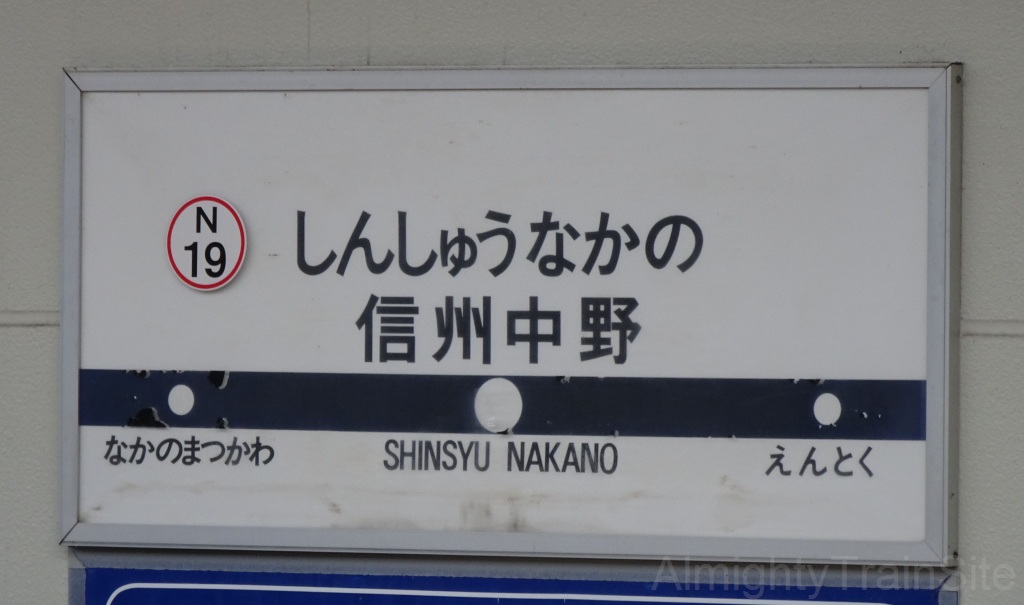 N
19
しんしゅうなかの
信州中野
なかのまつかわ
SHINSYU NAKANO
えんとく
AlmightyTrainSite